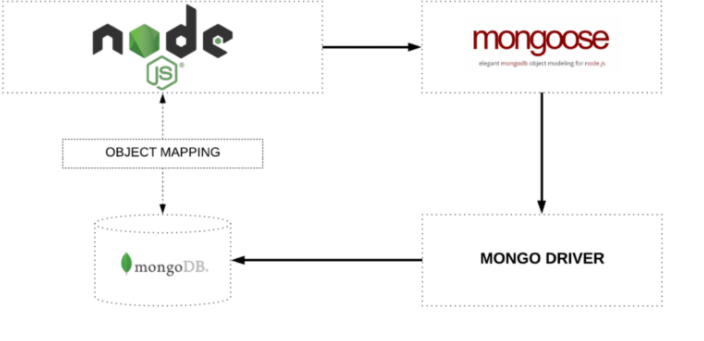 node
JS®
mongoose
elegant mongodb object modeling for node.js
OBJECT MAPPING
mongoDB.
MONGO DRIVER